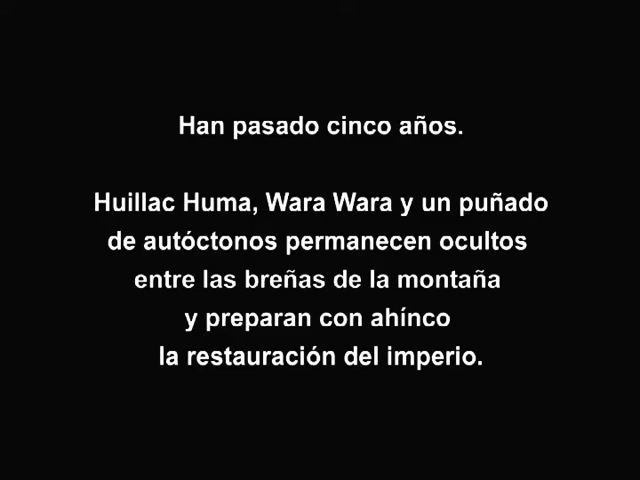 Han pasado cinco años.
Huillac Huma, Wara Wara y un puñado
de autóctonos permanecen ocultos
entre las breñas de la montaña
y preparan con ahínco
la restauración del imperio.